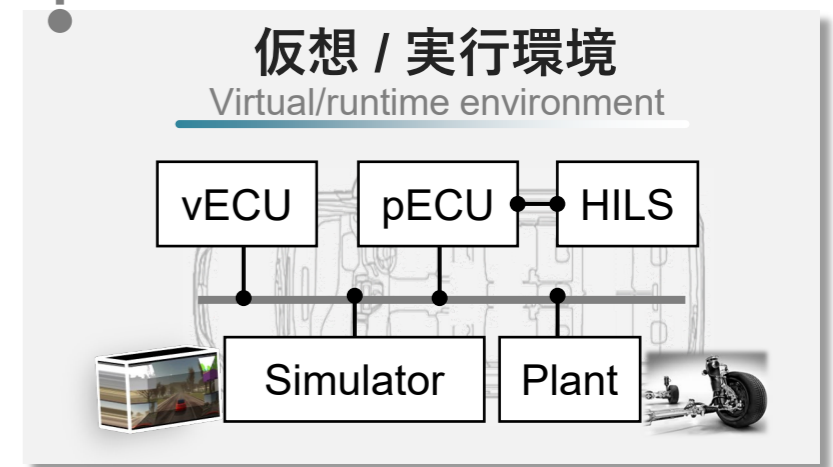 仮想 / 実行環境
Virtual/runtime environment
vECU
pECU
HILS
Simulator
Plant